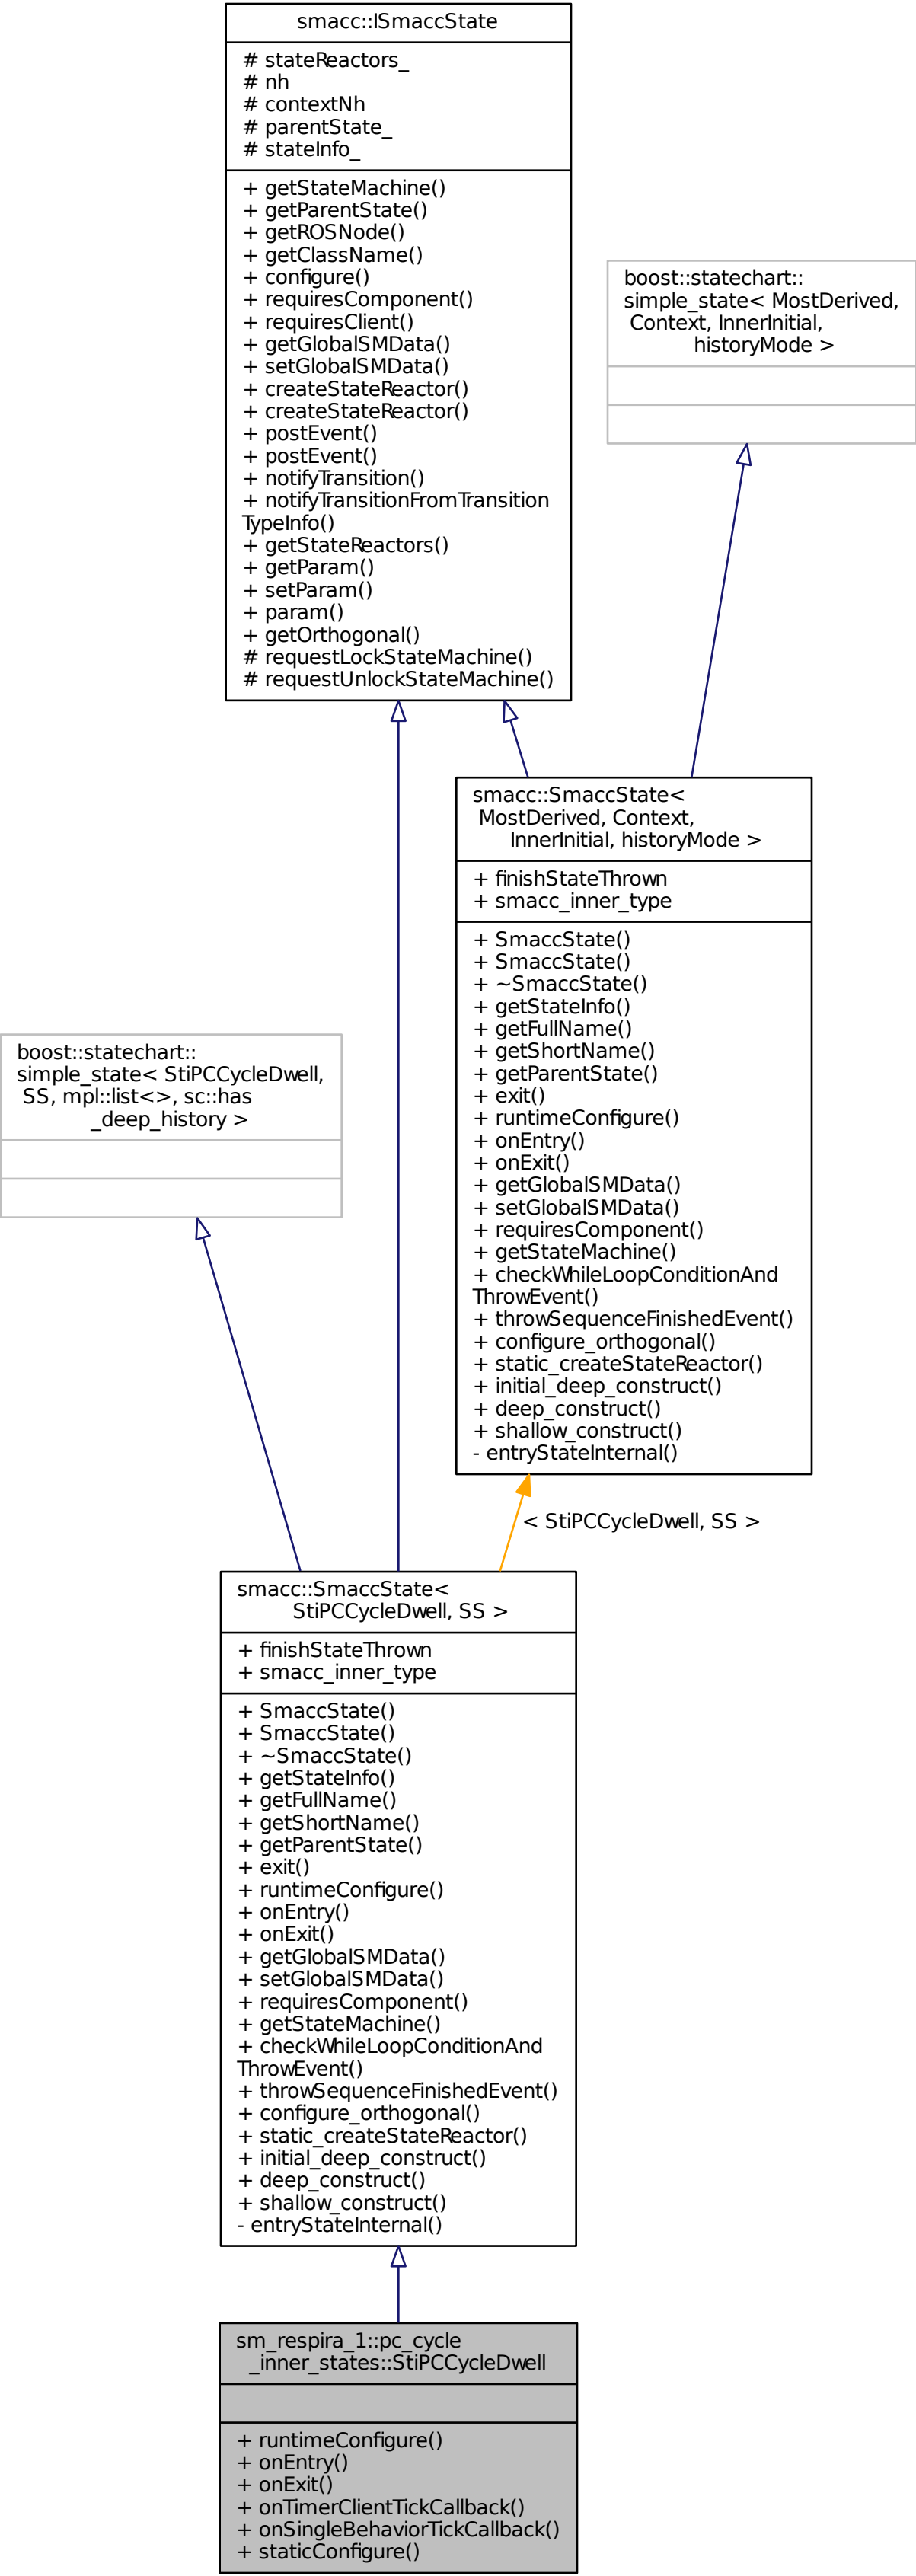 smacc::ISmaccState
# stateReactors_
# nh
# contextNh
# parentState_
# stateInfo_
+ getStateMachine()
+ getParentState()
+ getROSNode()
+ getClassName()
+ configure()
+ requiresComponent()
+ requiresClient()
+ getGlobalSMData()
+ setGlobalSMData()
+ createStateReactor()
+ createStateReactor()
+ postEvent()
+ postEvent()
+ notifyTransition()
+ notifyTransitionFromTransition
TypeInfo()
+ getStateReactors()
+ getParam()
+ setParam()
+ param()
+ getOrthogonal()
# requestLockStateMachine()
# requestUnlockStateMachine()
boost::statechart::
simple_state< MostDerived,
Context, InnerInitial,
historyMode >
smacc::SmaccState<
MostDerived, Context,
InnerInitial, historyMode >
+ finishStateThrown
+ smacc_inner_type
+ SmaccState()
+ SmaccState()
+ ~SmaccState()
+ getStateInfo()
+ getFullName()
+ getShortName()
+ getParentState()
+ exit()
+ runtimeConfigure()
+ onEntry()
+ onExit()
+ getGlobalSMData()
+ setGlobalSMData()
+ requiresComponent()
+ getStateMachine()
+ checkWhileLoopConditionAnd
ThrowEvent()
+ throwSequenceFinishedEvent()
+ configure_orthogonal()
+ static_createStateReactor()
+ initial_deep_construct()
+ deep_construct()
+ shallow_construct()
- entryStateInternal()
boost::statechart::
simple_state< StiPCCycleDwell,
SS, mpl::list<>, sc::has
_deep_history >
< StiPCCycleDwell, SS >
smacc::SmaccState<
StiPCCycleDwell, SS >
+ finishStateThrown
+ smacc_inner_type
+ SmaccState()
+ SmaccState()
+ ~SmaccState()
+ getStateInfo()
+ getFullName()
+ getShortName()
+ getParentState()
+ exit()
+ runtimeConfigure()
+ onEntry()
+ onExit()
+ getGlobalSMData()
+ setGlobalSMData()
+ requiresComponent()
+ getStateMachine()
+ checkWhileLoopConditionAnd
ThrowEvent()
+ throwSequenceFinishedEvent()
+ configure_orthogonal()
+ static_createStateReactor()
+ initial_deep_construct()
+ deep_construct()
+ shallow_construct()
- entryStateInternal()
sm_respira_1::pc_cycle
_inner_states::StiPCCycleDwell
+ runtimeConfigure()
+ onEntry()
+ onExit()
+ onTimerClientTickCallback()
+ onSingleBehaviorTickCallback()
+ staticConfigure()